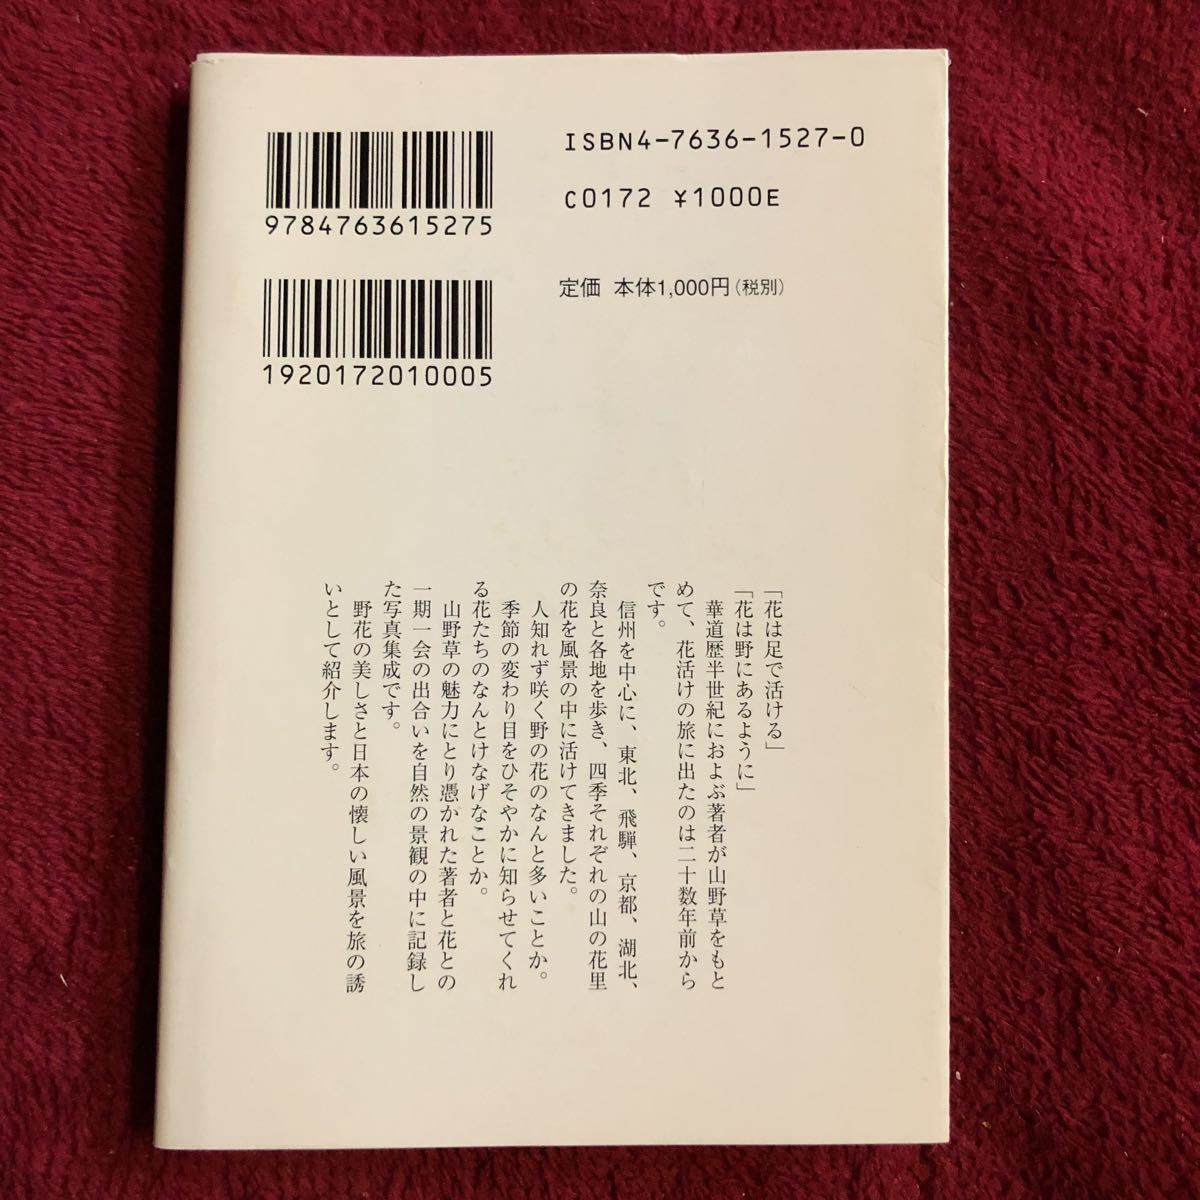 ISBN4-7636-1527-0
C0172 ¥1000E
9784763615275
定価 本体1,000円(税別)
1920172010005
「花は足で活ける」
「花は野にあるように」
華道歴半世紀におよぶ著者が山野草をもと
めて、花活けの旅に出たのは二十数年前から
です。
信州を中心に、東北、飛騨、京都、湖北、
奈良と各地を歩き、四季それぞれの山の花里
の花を風景の中に活けてきました。
人知れず咲く野の花のなんと多いことか。
季節の変わり目をひそやかに知らせてくれ
る花たちのなんとけなげなことか。
山野草の魅力にとり憑かれた著者と花との
一期一会の出合いを自然の景観の中に記録し
た写真集成です。
野花の美しさと日本の懐しい風景を旅の誘
いとして紹介します。